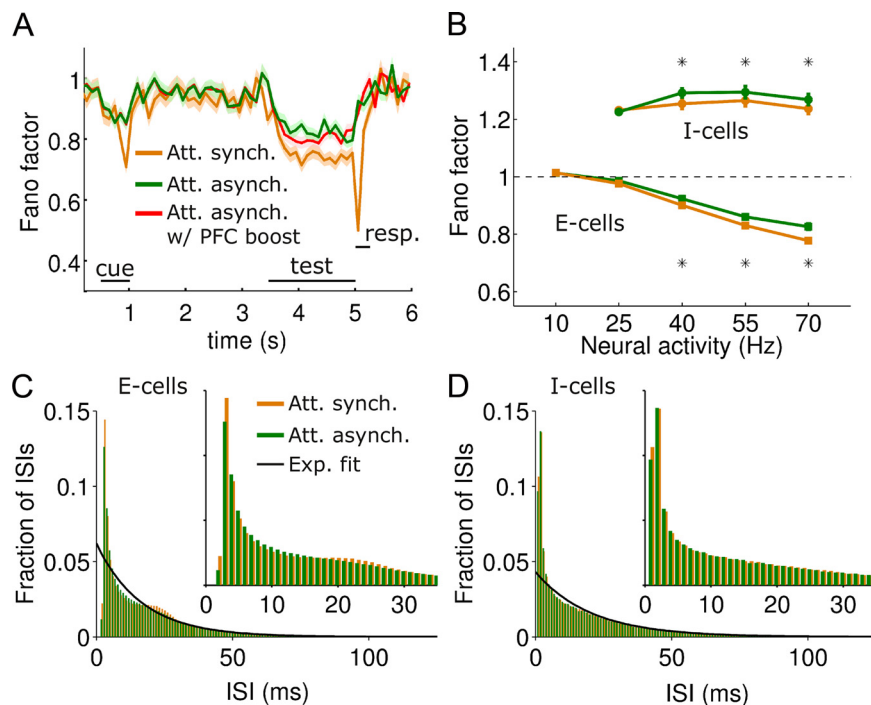 A
Fano factor
1
0.8
0.6
0.4
Att. synch.
Att. asynch.
Att. asynch.
w/ PFC boost
cue
test
resp.
1 2 3 4 5 6
time (s)
B
Fano factor
1.4
1.2
1
0.8
0.6
* * *
I-cells
E-cells
* * *
10 25 40 55 70
Neural activity (Hz)
C
E-cells
Fraction of ISIs
0.15
0.1
0.05
0
Att. synch.
Att. asynch.
Exp. fit
0 10 20 30
0 50 100
ISI (ms)
D
I-cells
Fraction of ISIs
0.15
0.1
0.05
0
0 10 20 30
0 50 100
ISI (ms)